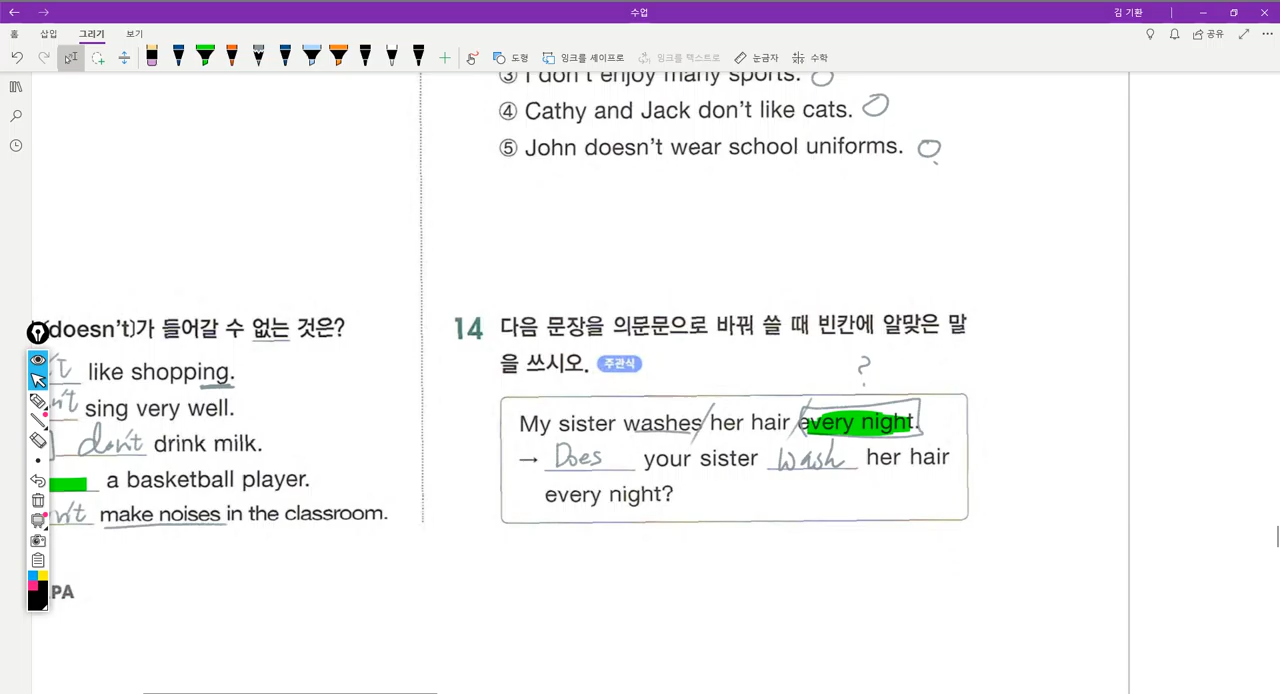 수업
김 기환
홈 삽입 그리기 보기
공유
도형 잉크를 셰이프로 잉크를 텍스트로 눈금자 수학
③ I don't enjoy many sports.
④ Cathy and Jack don't like cats.
⑤ John doesn't wear school uniforms.
(doesn't)가 들어갈 수 없는 것은?
like shopping.
sing very well.
don't drink milk.
a basketball player.
make noises in the classroom.
PA
14 다음 문장을 의문문으로 바꿔 쓸 때 빈칸에 알맞은 말
을 쓰시오. 주관식
?
My sister washes her hair every night.
→ Does your sister wash her hair
every night?